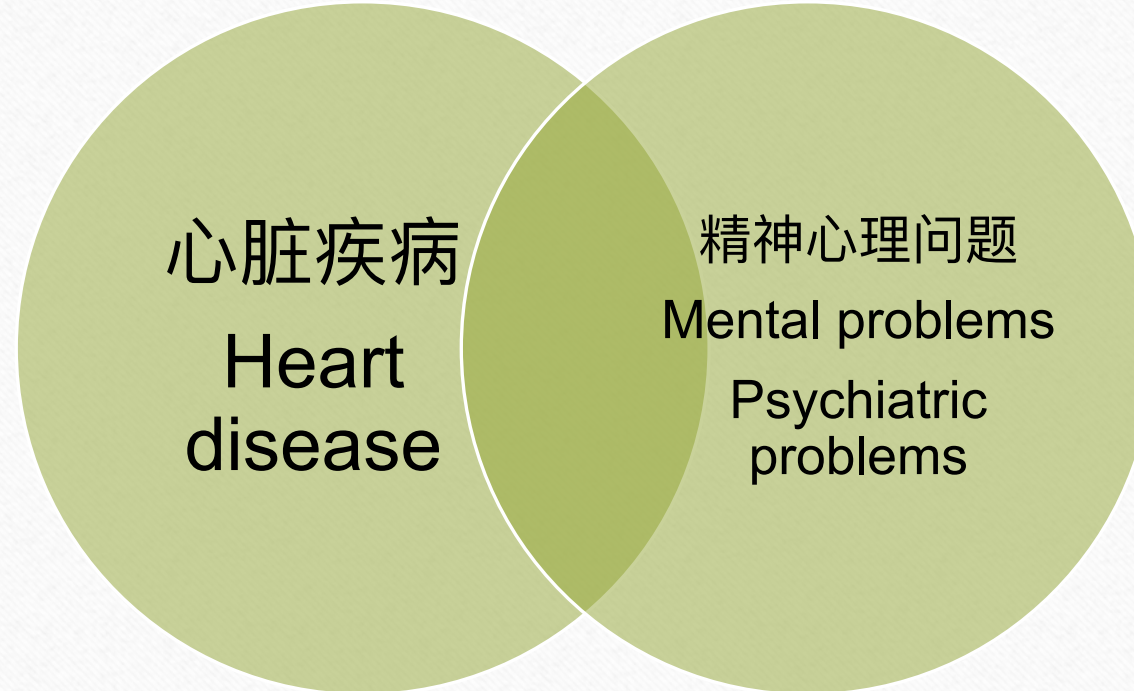 心脏疾病
Heart
disease
精神心理问题
Mental problems
Psychiatric
problems